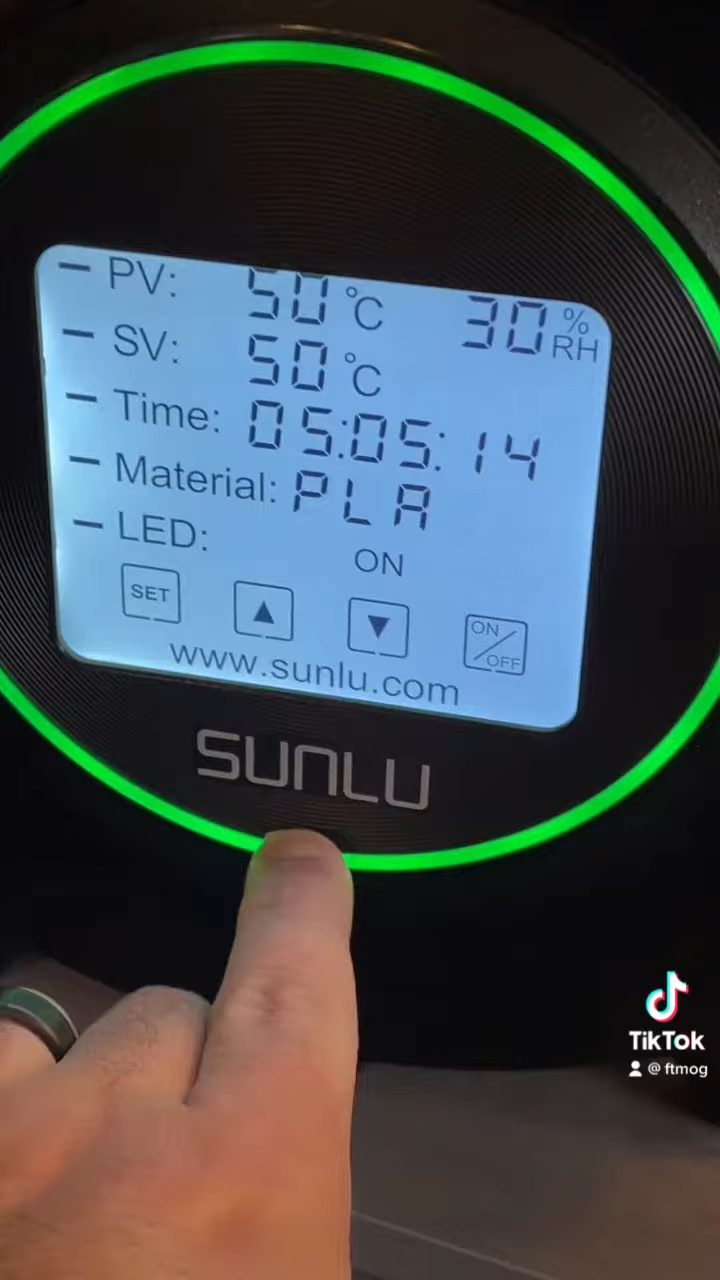 PV: 50 °C 30 % RH
SV: 50 °C
Time: 05:05:14
Material: PLA
LED: ON
SET ▲ ▼ ON/OFF
www.sunlu.com
SUNLU
TikTok
@ftmog